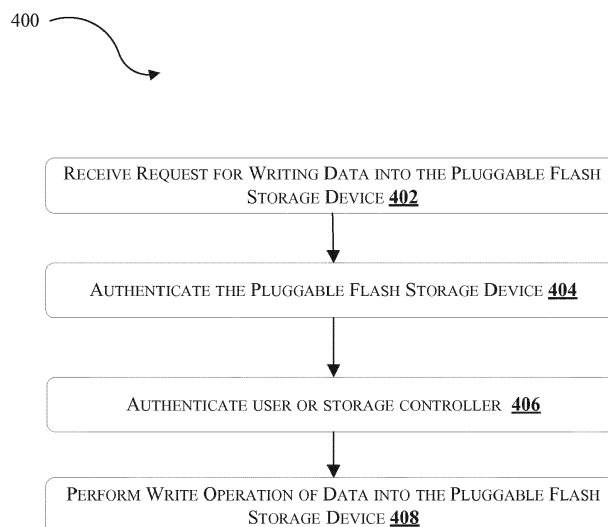 400
RECEIVE REQUEST FOR WRITING DATA INTO THE PLUGGABLE FLASH
STORAGE DEVICE 402
AUTHENTICATE THE PLUGGABLE FLASH STORAGE DEVICE 404
AUTHENTICATE USER OR STORAGE CONTROLLER 406
PERFORM WRITE OPERATION OF DATA INTO THE PLUGGABLE FLASH
STORAGE DEVICE 408